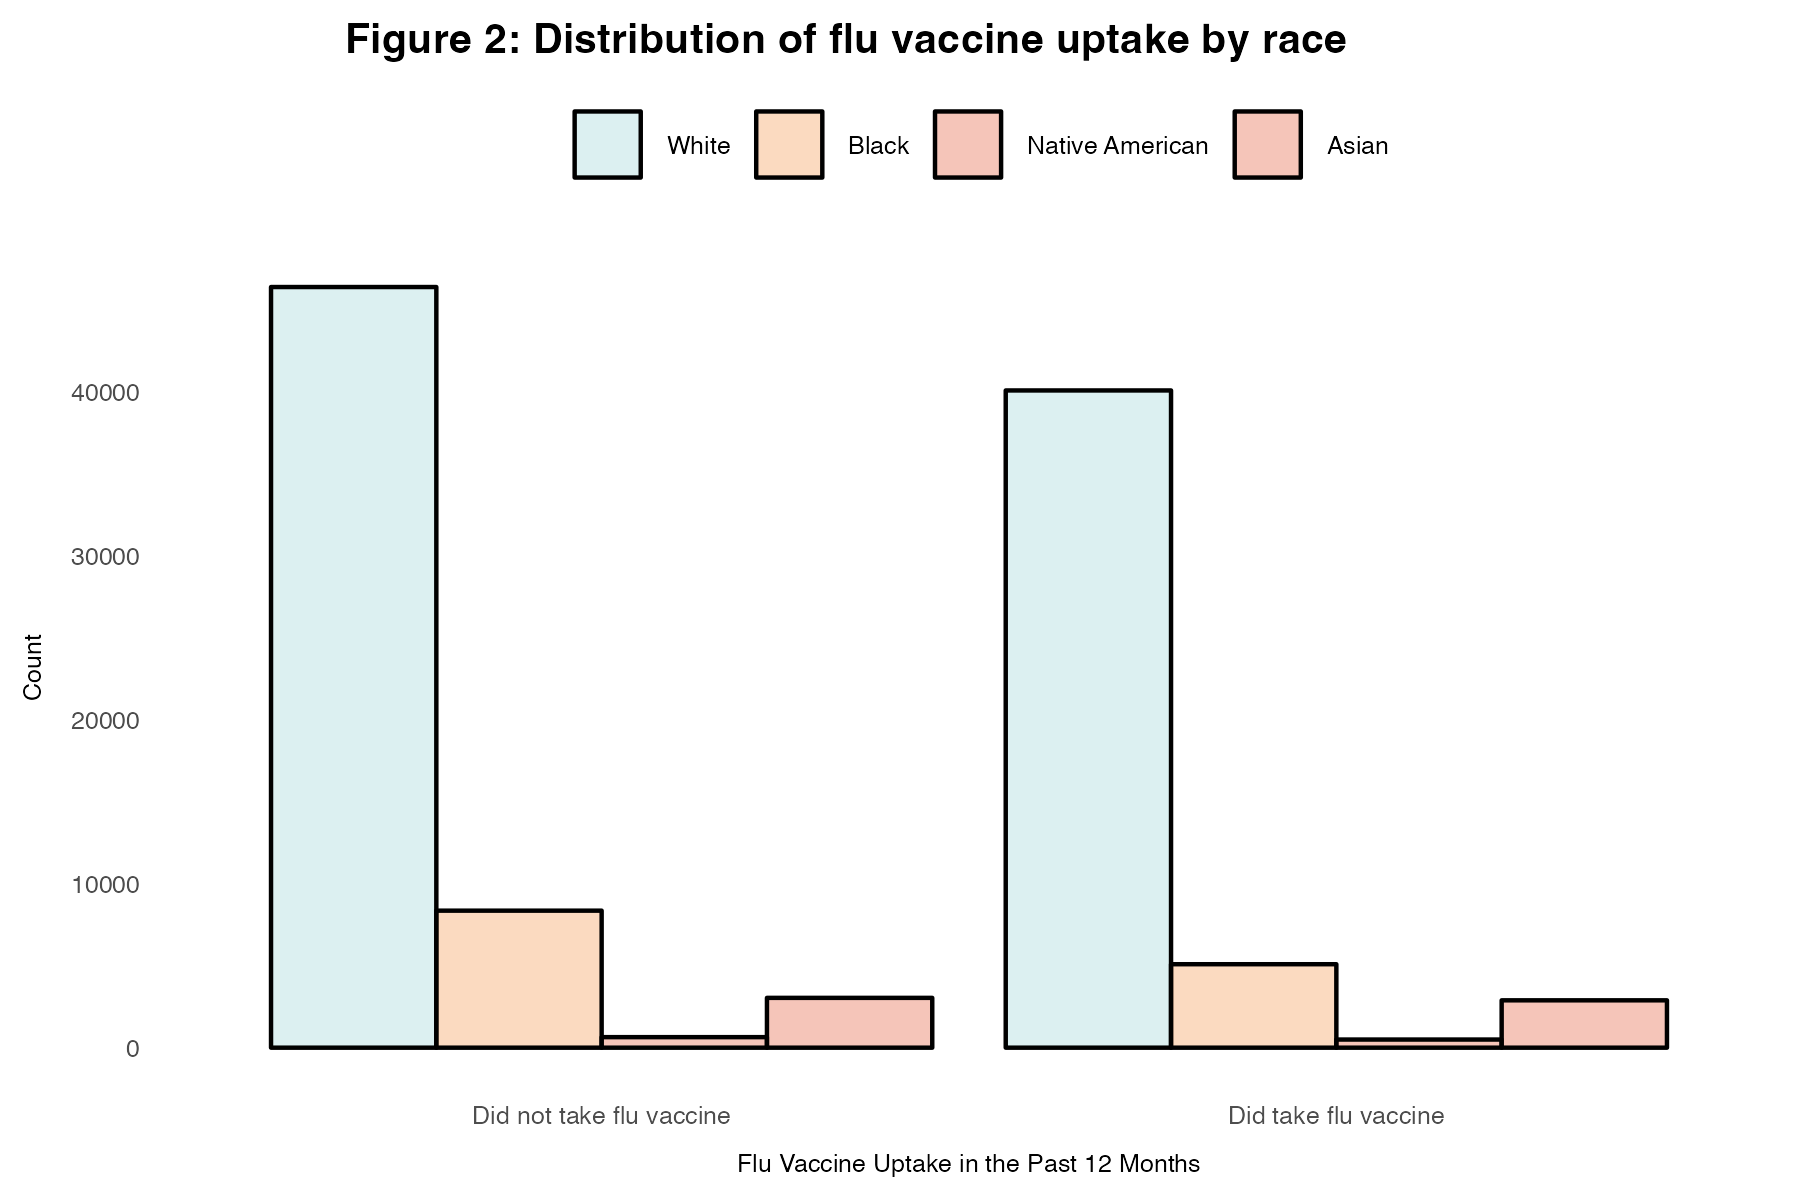 Figure 2: Distribution of flu vaccine uptake by race
White Black Native American Asian
40000
30000
Count
20000
10000
0
Did not take flu vaccine Did take flu vaccine
Flu Vaccine Uptake in the Past 12 Months